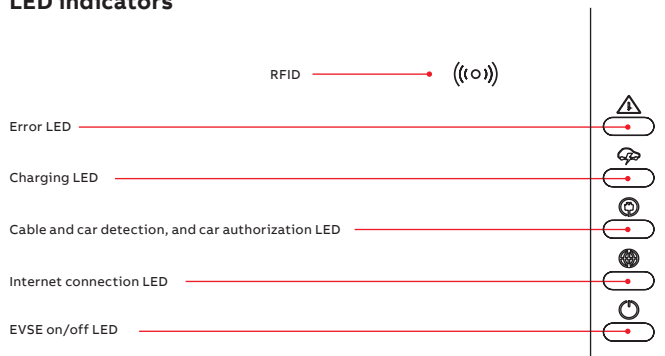 LED indicators
RFID
Error LED
Charging LED
Cable and car detection, and car authorization LED
Internet connection LED
EVSE on/off LED